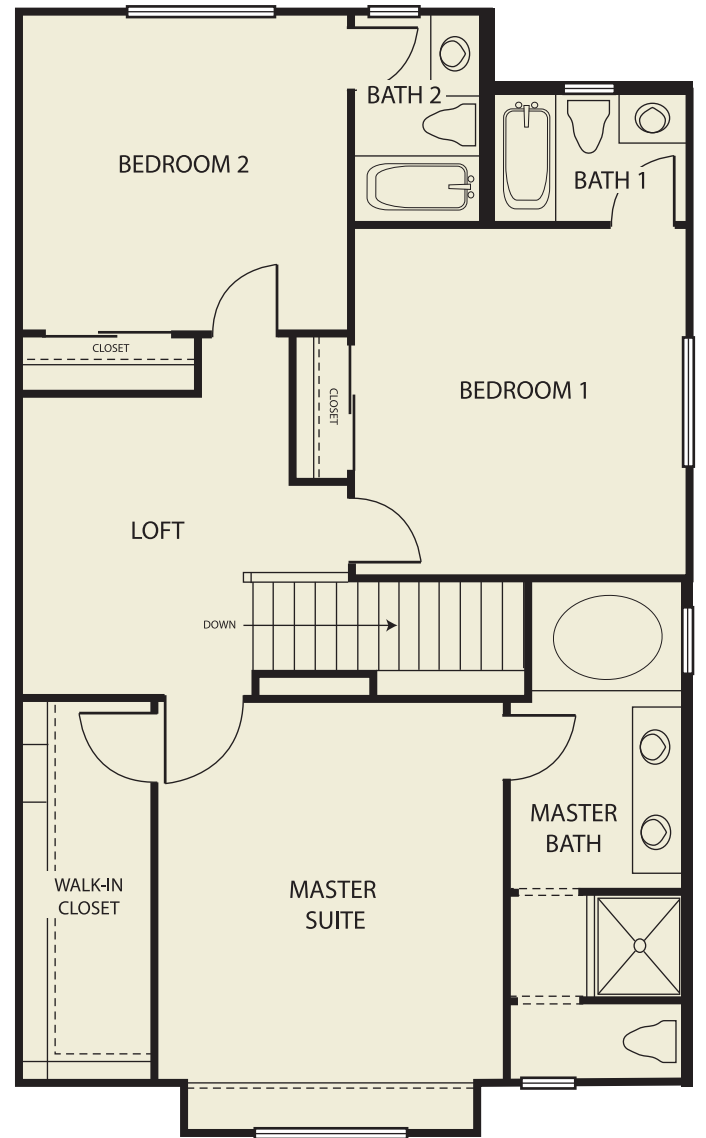 BATH 2
BEDROOM 2
BATH 1
CLOSET
CLOSET
BEDROOM 1
LOFT
DOWN
MASTER
BATH
WALK-IN
CLOSET
MASTER
SUITE